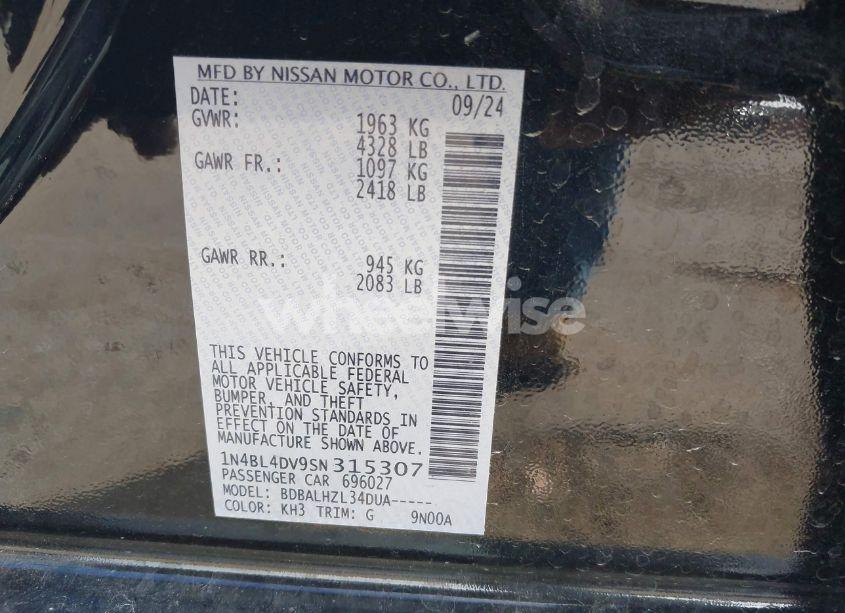 MFD BY NISSAN MOTOR CO., LTD.
DATE: 09/24
GVWR: 1963 KG
4328 LB
GAWR FR.: 1097 KG
2418 LB
GAWR RR.: 945 KG
2083 LB
wheelwise
THIS VEHICLE CONFORMS TO
ALL APPLICABLE FEDERAL
MOTOR VEHICLE SAFETY,
BUMPER, AND THEFT
PREVENTION STANDARDS IN
EFFECT ON THE DATE OF
MANUFACTURE SHOWN ABOVE.
1N4BL4DV9SN315307
PASSENGER CAR 696027
MODEL: BDBALHZL34DUA-----
COLOR: KH3 TRIM: G 9N00A